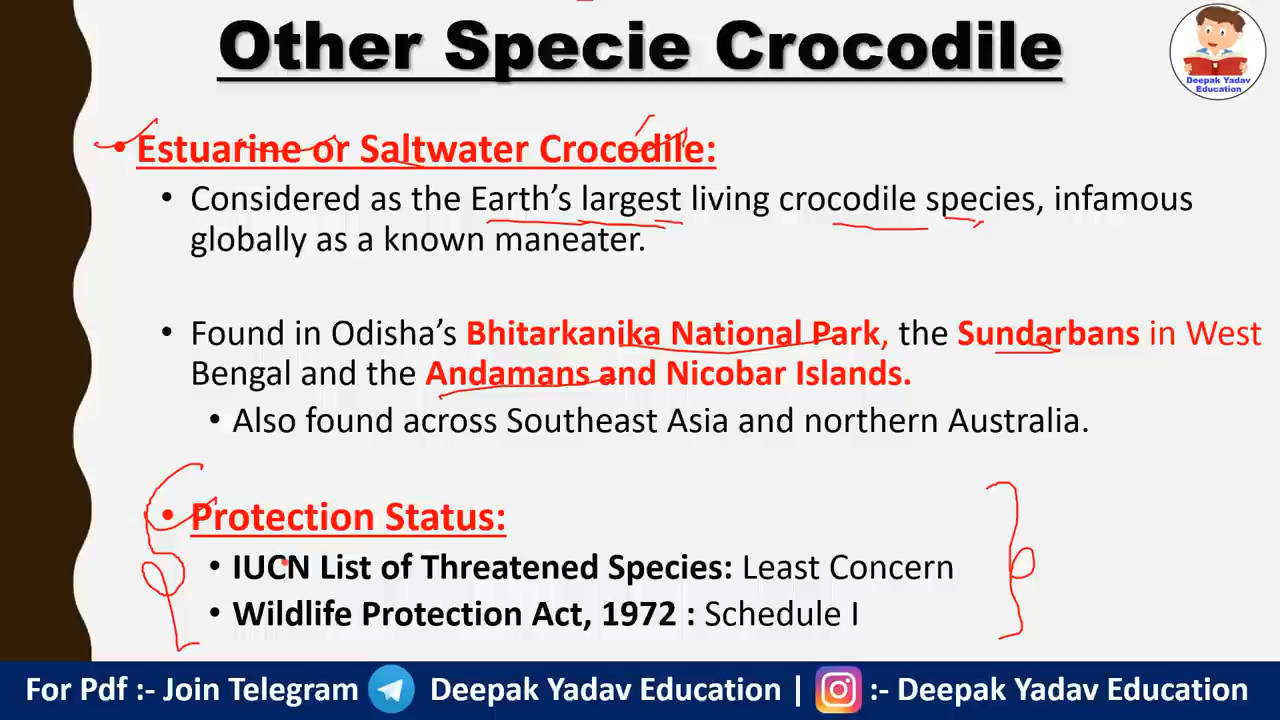 Other Specie Crocodile
Deepak Yadav
Education
• Estuarine or Saltwater Crocodile:
• Considered as the Earth’s largest living crocodile species, infamous
globally as a known maneater.
• Found in Odisha’s Bhitarkanika National Park, the Sundarbans in West
Bengal and the Andamans and Nicobar Islands.
• Also found across Southeast Asia and northern Australia.
• Protection Status:
• IUCN List of Threatened Species: Least Concern
• Wildlife Protection Act, 1972 : Schedule I
For Pdf :- Join Telegram Deepak Yadav Education | :- Deepak Yadav Education